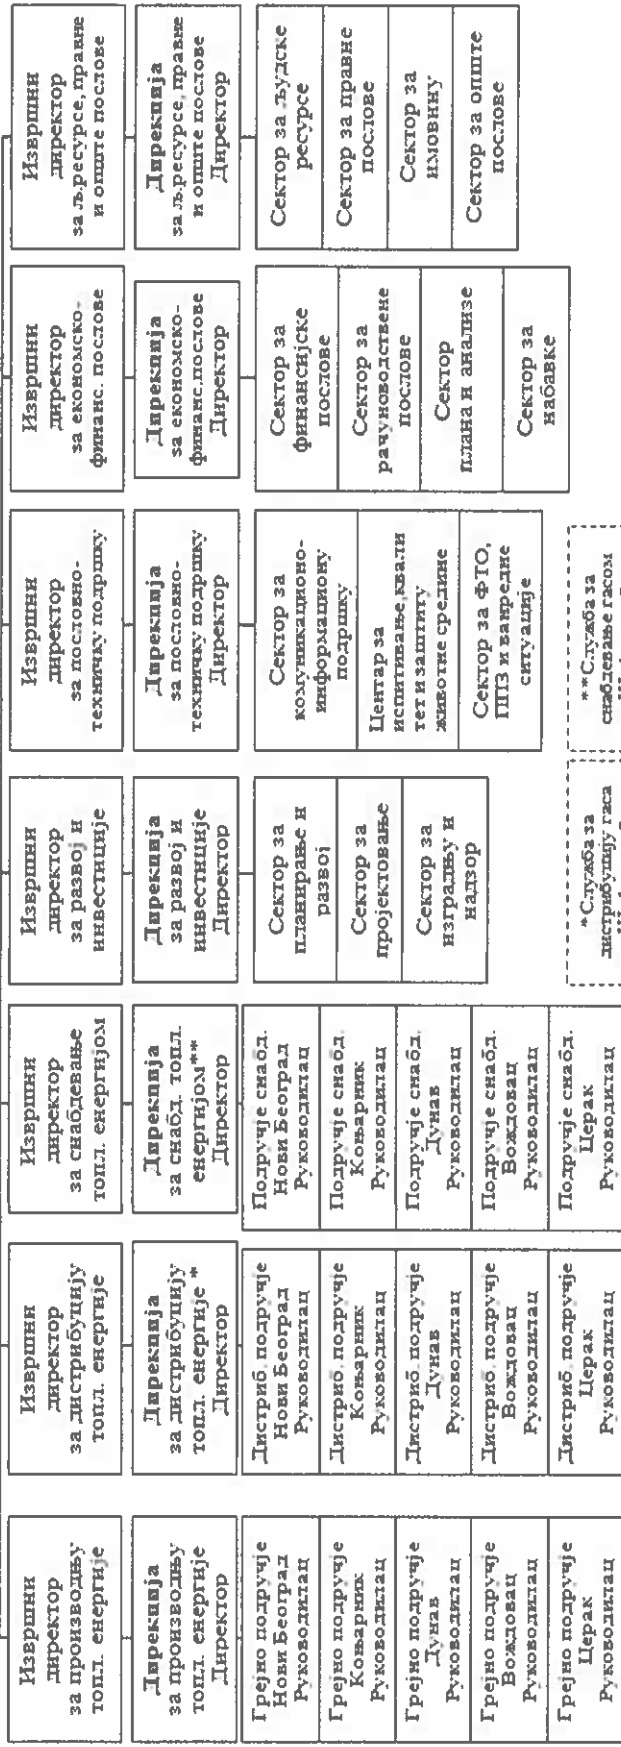 Извршни
директор
за производњу
топл. енергије
Дирекција
за производњу
топл. енергије
Директор
Грејно подручје
Нови Београд
Руководилац
Грејно подручје
Коњарник
Руководилац
Грејно подручје
Дунав
Руководилац
Грејно подручје
Вождовац
Руководилац
Грејно подручје
Церак
Руководилац
Извршни
директор
за дистрибуцију
топл. енергије
Дирекција
за дистрибуцију
топл. енергије *
Директор
Дистриб. подручје
Нови Београд
Руководилац
Дистриб. подручје
Коњарник
Руководилац
Дистриб. подручје
Дунав
Руководилац
Дистриб. подручје
Вождовац
Руководилац
Дистриб. подручје
Церак
Руководилац
Извршни
директор
за снабдевање
топл. енергијом
Дирекција
за снабд. топл.
енергијом**
Директор
Подручје снабд.
Нови Београд
Руководилац
Подручје снабд.
Коњарник
Руководилац
Подручје снабд.
Дунав
Руководилац
Подручје снабд.
Вождовац
Руководилац
Подручје снабд.
Церак
Руководилац
Извршни
директор
за развој и
инвестиције
Дирекција
за развој и
инвестиције
Директор
Сектор за
планирање и
развој
Сектор за
пројектовање
Сектор за
изградњу и
надзор
Извршни
директор
за пословно-
техничку подршку
Дирекција
за пословно-
техничку подршку
Директор
Сектор за
комуникационо-
информациону
подршку
Центар за
испитивање,квали
тет и заштиту
животне средине
Сектор за ФТО,
ППЗ и ванредне
ситуације
Извршни
директор
за економско-
финанс. послове
Дирекција
за економско-
финанс.послове
Директор
Сектор за
финансијске
послове
Сектор за
рачуноводствене
послове
Сектор
плана и анализе
Сектор за
набавке
Извршни
директор
за љ.ресурсе, правне
и опште послове
Дирекција
за љ.ресурсе, правне
и опште послове
Директор
Сектор за људске
ресурсе
Сектор за правне
послове
Сектор за
имовину
Сектор за опште
послове
*Служба за
дистрибуцију гаса
**Служба за
снабдевање гасом